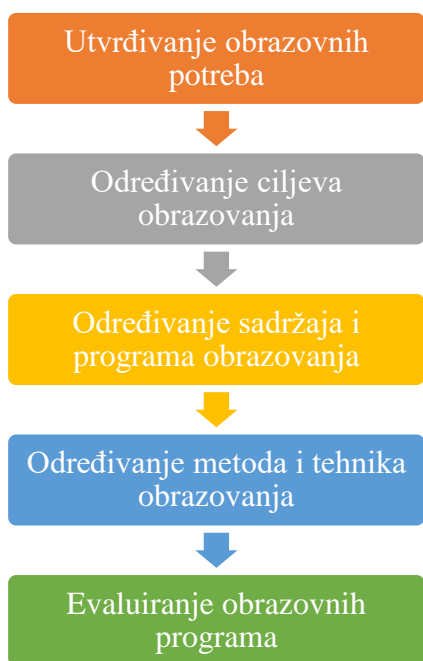 Utvrđivanje obrazovnih
potreba
Određivanje ciljeva
obrazovanja
Određivanje sadržaja i
programa obrazovanja
Određivanje metoda i tehnika
obrazovanja
Evaluiranje obrazovnih
programa